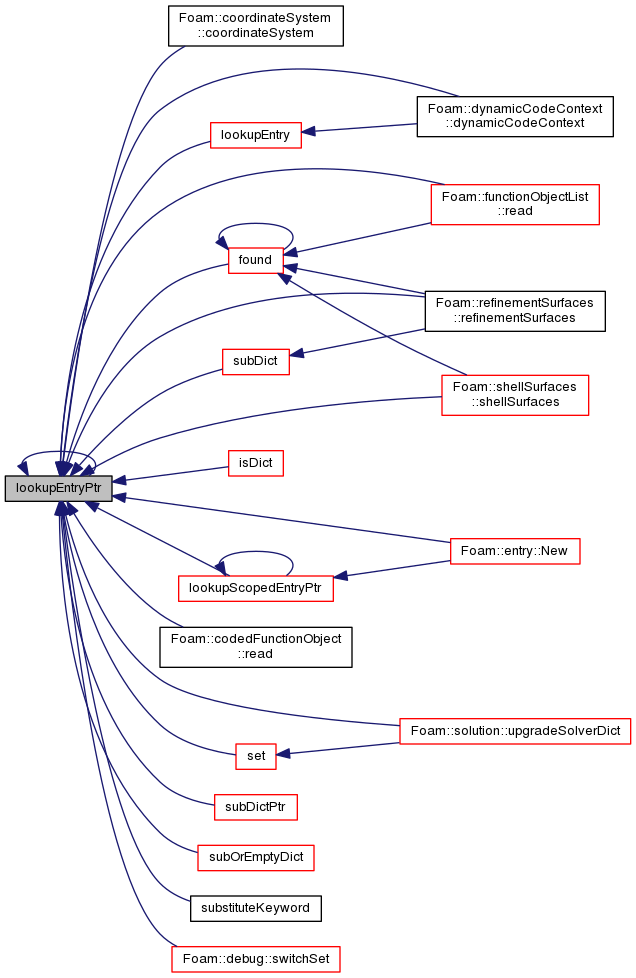 Foam::coordinateSystem
::coordinateSystem
Foam::dynamicCodeContext
::dynamicCodeContext
lookupEntry
Foam::functionObjectList
::read
found
Foam::refinementSurfaces
::refinementSurfaces
subDict
Foam::shellSurfaces
::shellSurfaces
isDict
lookupEntryPtr
Foam::entry::New
lookupScopedEntryPtr
Foam::codedFunctionObject
::read
Foam::solution::upgradeSolverDict
set
subDictPtr
subOrEmptyDict
substituteKeyword
Foam::debug::switchSet